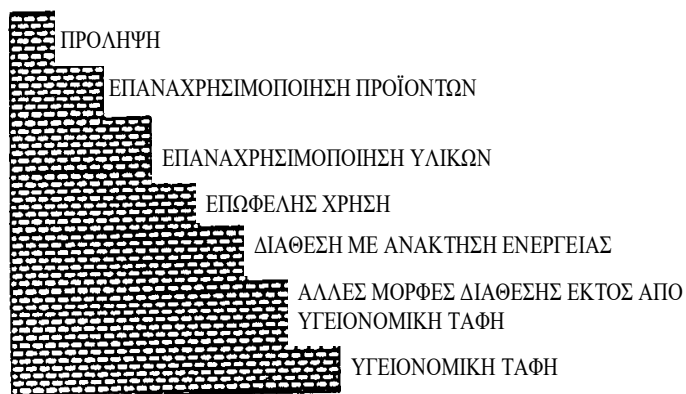 ΠΡΟΛΗΨΗ
ΕΠΑΝΑΧΡΗΣΙΜΟΠΟΙΗΣΗ ΠΡΟΪΟΝΤΩΝ
ΕΠΑΝΑΧΡΗΣΙΜΟΠΟΙΗΣΗ ΥΛΙΚΩΝ
ΕΠΩΦΕΛΗΣ ΧΡΗΣΗ
ΔΙΑΘΕΣΗ ΜΕ ΑΝΑΚΤΗΣΗ ΕΝΕΡΓΕΙΑΣ
ΑΛΛΕΣ ΜΟΡΦΕΣ ΔΙΑΘΕΣΗΣ ΕΚΤΟΣ ΑΠΟ
ΥΓΕΙΟΝΟΜΙΚΗ ΤΑΦΗ
ΥΓΕΙΟΝΟΜΙΚΗ ΤΑΦΗ